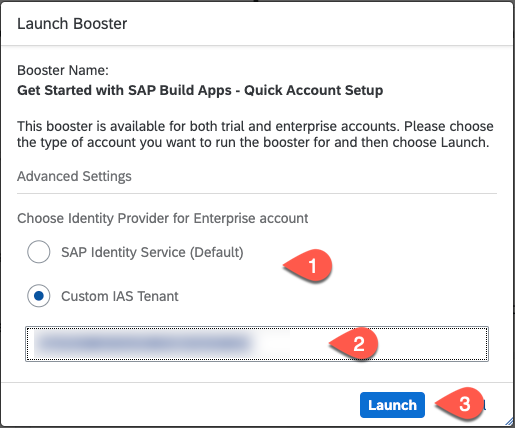 Launch Booster
Booster Name:
Get Started with SAP Build Apps - Quick Account Setup
This booster is available for both trial and enterprise accounts. Please choose
the type of account you want to run the booster for and then choose Launch.
Advanced Settings
Choose Identity Provider for Enterprise account
SAP Identity Service (Default)
1
Custom IAS Tenant
2
Launch
3